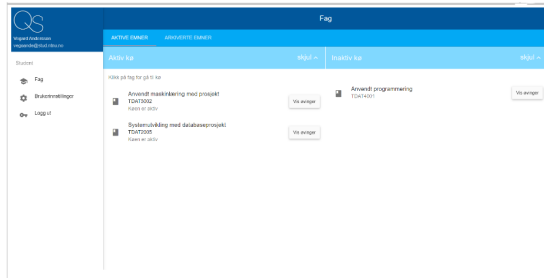 QS
Vegard Andersson
vegaande@stud.ntnu.no
Student
Fag
Brukerinnstillinger
Logg ut
Fag
AKTIVE EMNER
ARKIVERTE EMNER
Aktiv kø
skjul
Klikk på fag for gå til kø
Anvendt maskinlæring med prosjekt
TDAT3002
Køen er aktiv
Vis øvinger
Systemutvikling med databaseprosjekt
TDAT2005
Køen er aktiv
Vis øvinger
Inaktiv kø
skjul
Anvendt programmering
TDAT4001
Vis øvinger